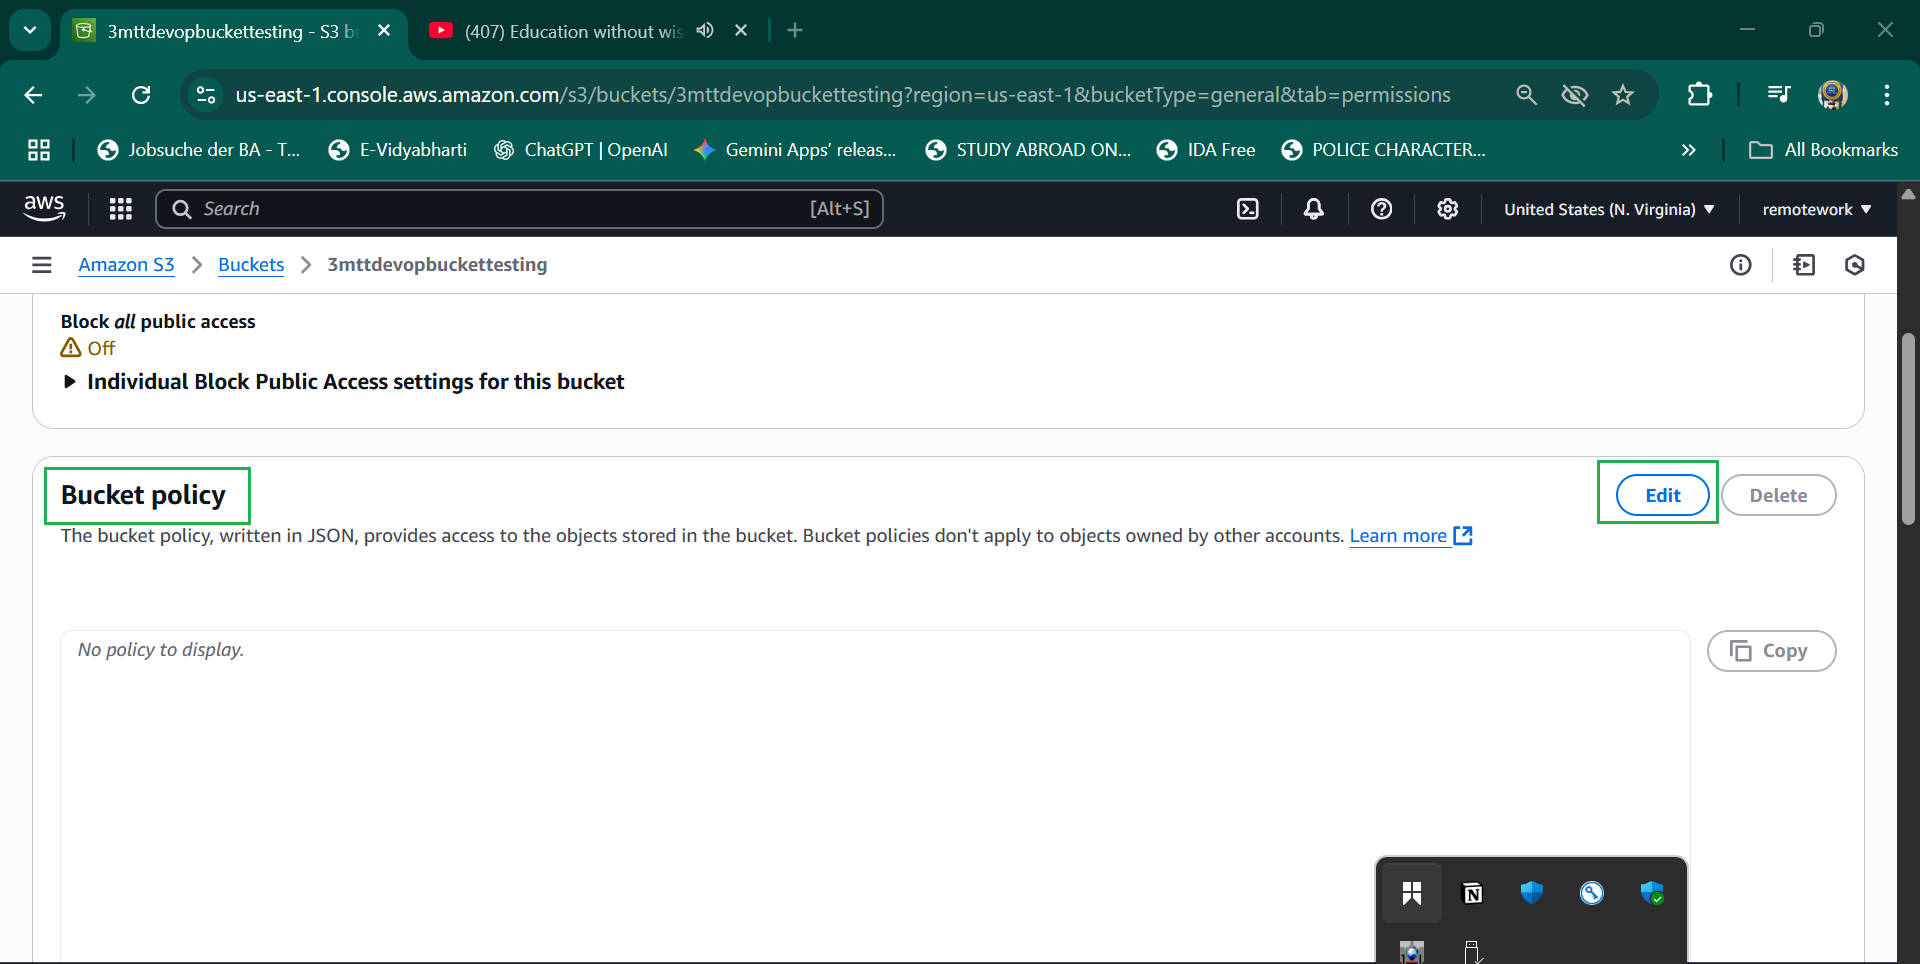 3mttdevopbuckettesting - S3 b
(407) Education without wis
us-east-1.console.aws.amazon.com/s3/buckets/3mttdevopbuckettesting?region=us-east-1&bucketType=general&tab=permissions
Jobsuche der BA - T... E-Vidyabharti ChatGPT | OpenAI Gemini Apps’ releas... STUDY ABROAD ON... IDA Free POLICE CHARACTER... » All Bookmarks
aws Search [Alt+S] United States (N. Virginia) remotework
Amazon S3 > Buckets > 3mttdevopbuckettesting
Block all public access
Off
Individual Block Public Access settings for this bucket
Bucket policy Edit Delete
The bucket policy, written in JSON, provides access to the objects stored in the bucket. Bucket policies don't apply to objects owned by other accounts. Learn more
No policy to display.
Copy
N